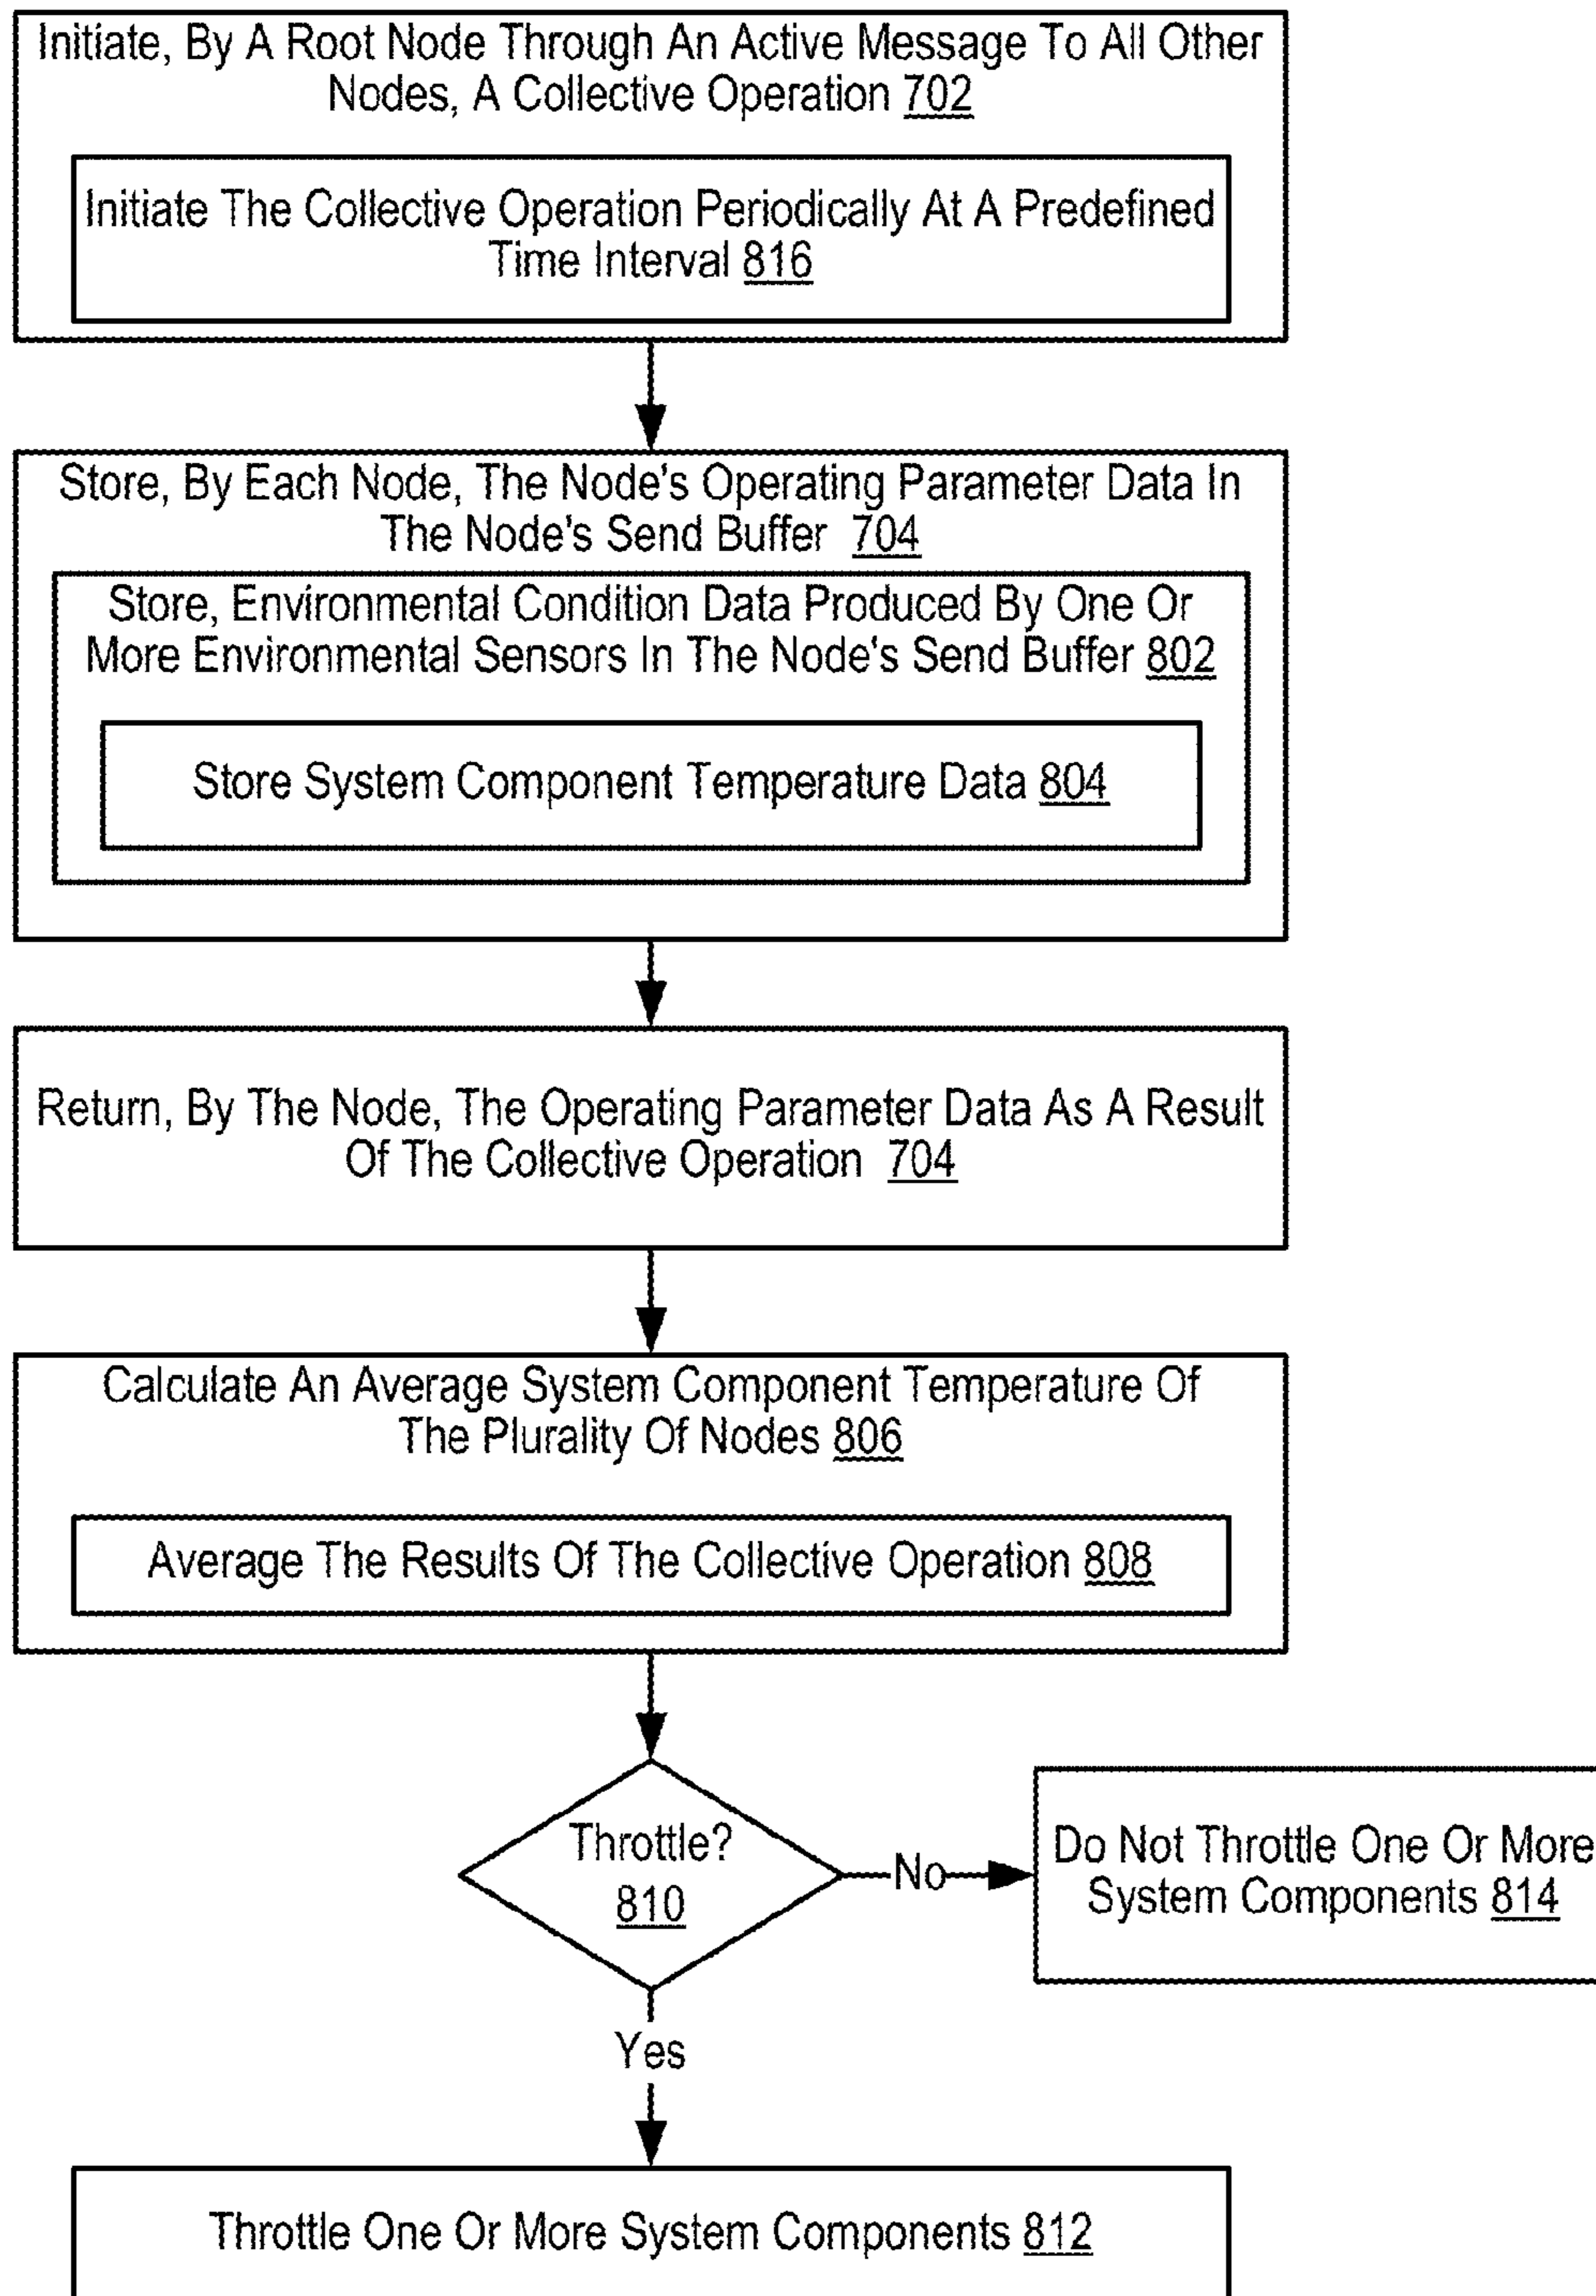 Initiate, By A Root Node Through An Active Message To All Other
Nodes, A Collective Operation 702
Initiate The Collective Operation Periodically At A Predefined
Time Interval 816
Store, By Each Node, The Node's Operating Parameter Data In
The Node's Send Buffer 704
Store, Environmental Condition Data Produced By One Or
More Environmental Sensors In The Node's Send Buffer 802
Store System Component Temperature Data 804
Return, By The Node, The Operating Parameter Data As A Result
Of The Collective Operation 704
Calculate An Average System Component Temperature Of
The Plurality Of Nodes 806
Average The Results Of The Collective Operation 808
Throttle?
810
No
Do Not Throttle One Or More
System Components 814
Yes
Throttle One Or More System Components 812